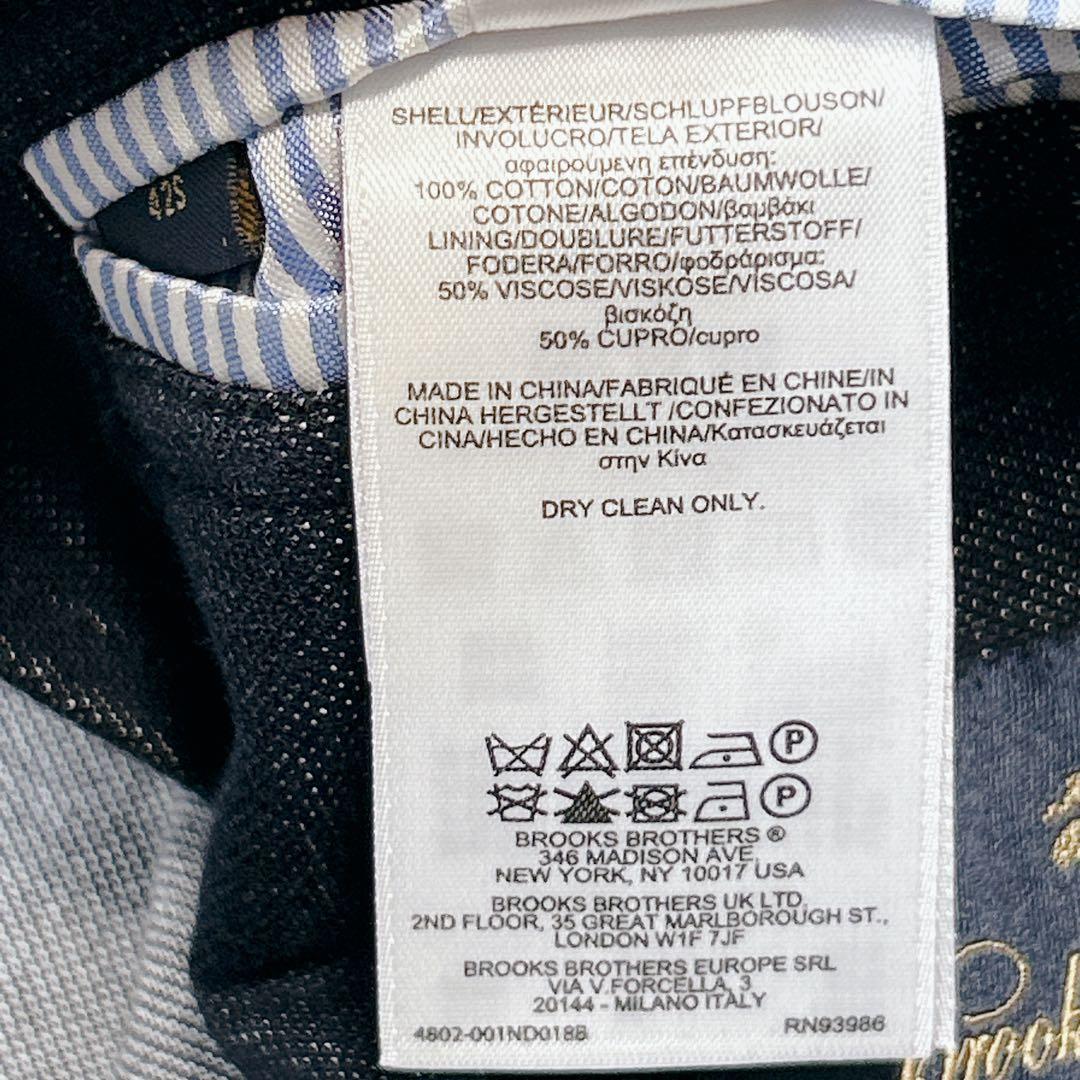 42S
SHELL/EXTÉRIEUR/SCHLUPFBLOUSON/
INVOLUCRO/TELA EXTERIOR/
αφαιρούμενη επένδυση:
100% COTTON/COTON/BAUMWOLLE/
COTONE/ALGODON/βαμβάκι
LINING/DOUBLURE/FUTTERSTOFF/
FODERA/FORRO/φοδράρισμα:
50% VISCOSE/VISKOSE/VISCOSA/
βισκόζη
50% CUPRO/cupro
MADE IN CHINA/FABRIQUÉ EN CHINE/IN
CHINA HERGESTELLT /CONFEZIONATO IN
CINA/HECHO EN CHINA/Κατασκευάζεται
στην Κίνα
DRY CLEAN ONLY.
P
P
BROOKS BROTHERS ®
346 MADISON AVE,
NEW YORK, NY 10017 USA
BROOKS BROTHERS UK LTD,
2ND FLOOR, 35 GREAT MARLBOROUGH ST.,
LONDON W1F 7JF
BROOKS BROTHERS EUROPE SRL
VIA V.FORCELLA, 3
20144 - MILANO ITALY
4802-001ND0188
RN93986